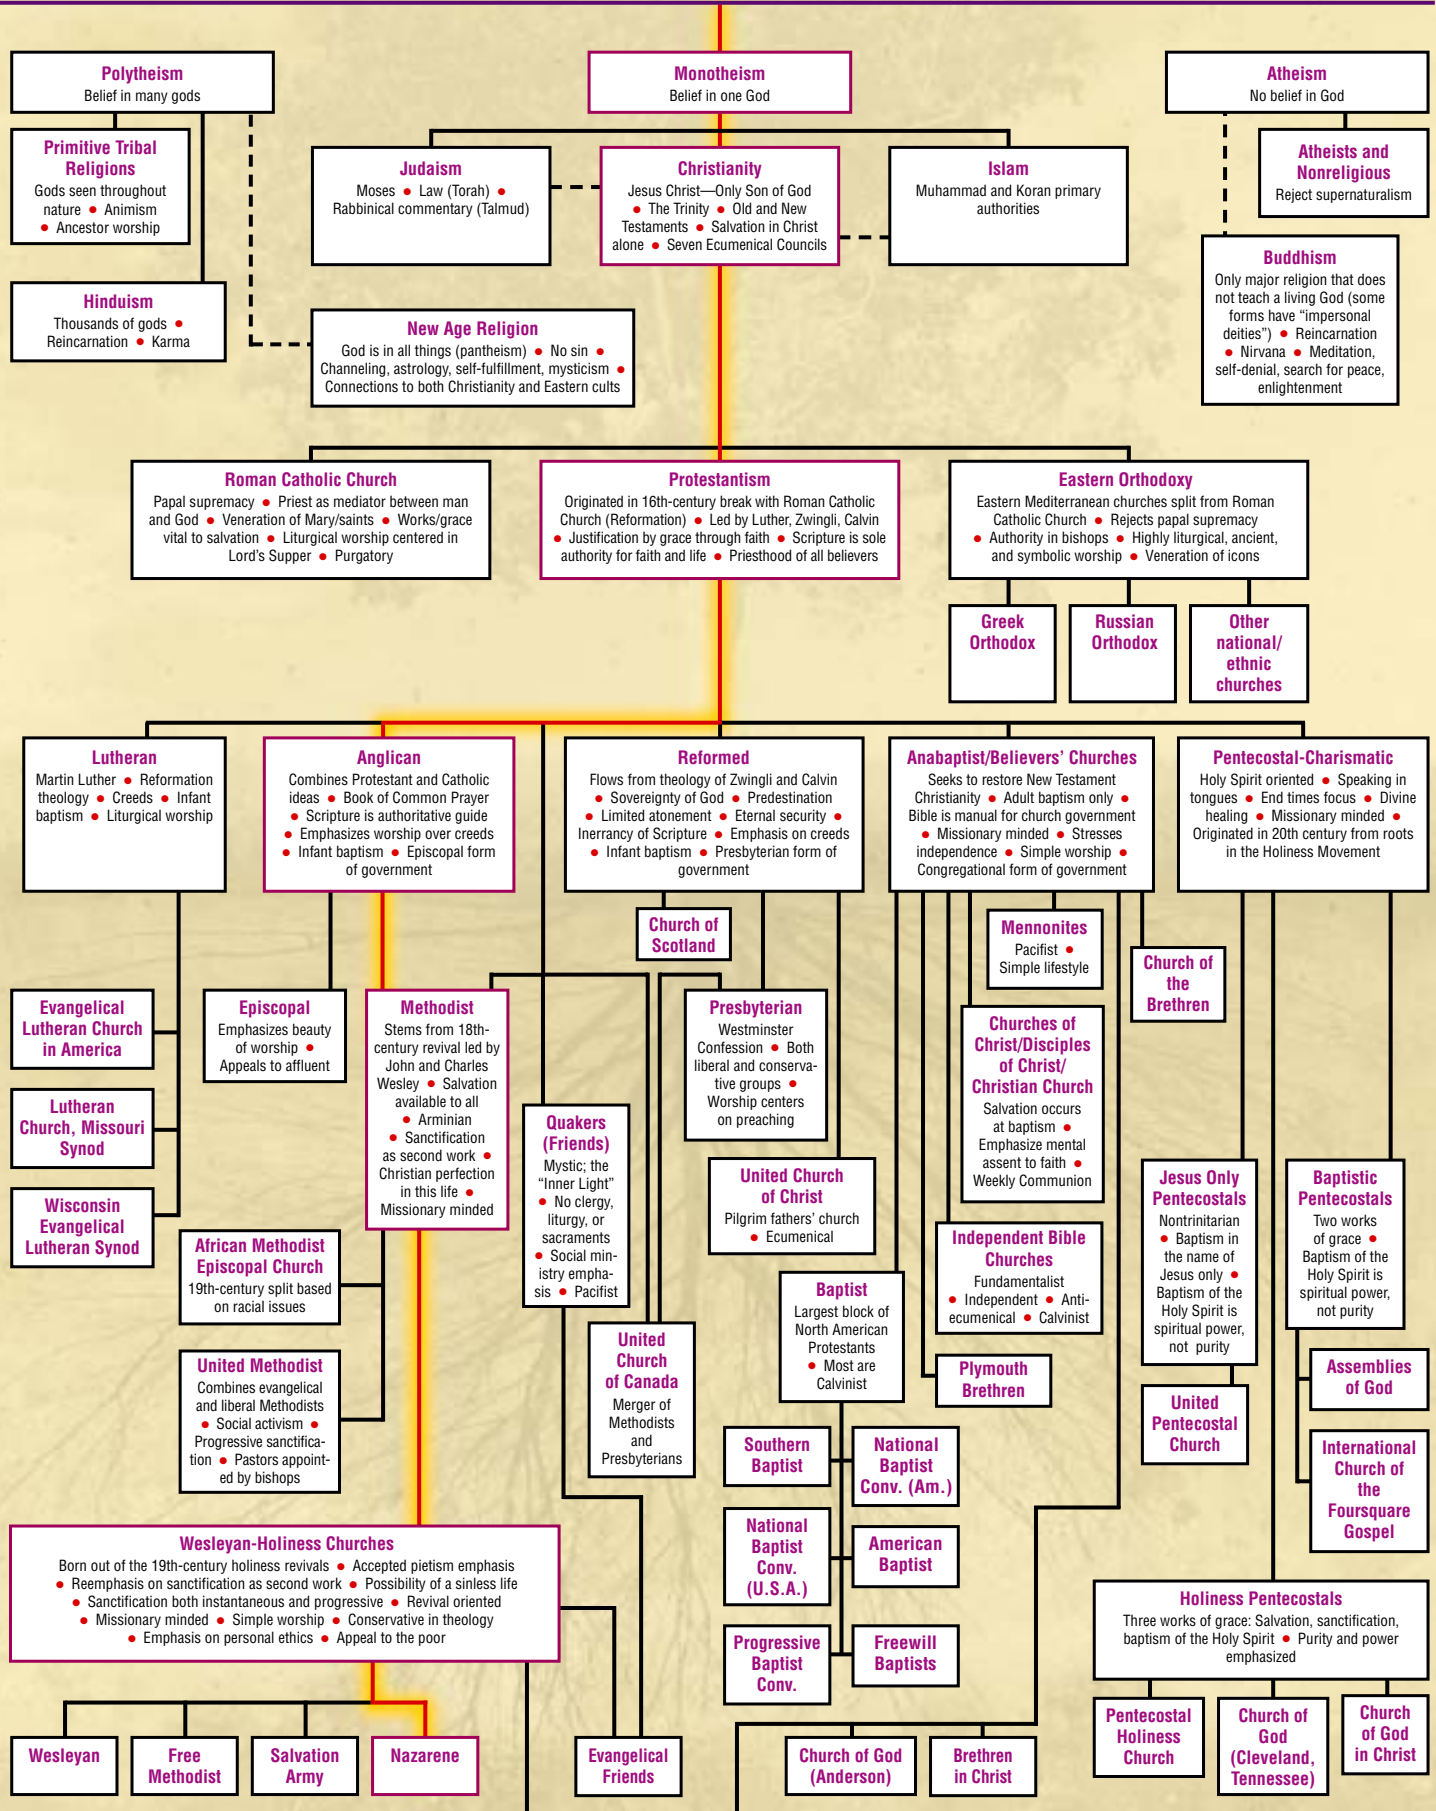 Polytheism
Belief in many gods
Monotheism
Belief in one God
Atheism
No belief in God
Primitive Tribal
Religions
Gods seen throughout
nature ● Animism
● Ancestor worship
Judaism
Moses ● Law (Torah) ●
Rabbinical commentary (Talmud)
Christianity
Jesus Christ—Only Son of God
● The Trinity ● Old and New
Testaments ● Salvation in Christ
alone ● Seven Ecumenical Councils
Islam
Muhammad and Koran primary
authorities
Atheists and
Nonreligious
Reject supernaturalism
Hinduism
Thousands of gods ●
Reincarnation ● Karma
New Age Religion
God is in all things (pantheism) ● No sin ●
Channeling, astrology, self-fulfillment, mysticism ●
Connections to both Christianity and Eastern cults
Buddhism
Only major religion that does
not teach a living God (some
forms have “impersonal
deities”) ● Reincarnation
● Nirvana ● Meditation,
self-denial, search for peace,
enlightenment
Roman Catholic Church
Papal supremacy ● Priest as mediator between man
and God ● Veneration of Mary/saints ● Works/grace
vital to salvation ● Liturgical worship centered in
Lord’s Supper ● Purgatory
Protestantism
Originated in 16th-century break with Roman Catholic
Church (Reformation) ● Led by Luther, Zwingli, Calvin
● Justification by grace through faith ● Scripture is sole
authority for faith and life ● Priesthood of all believers
Eastern Orthodoxy
Eastern Mediterranean churches split from Roman
Catholic Church ● Rejects papal supremacy
● Authority in bishops ● Highly liturgical, ancient,
and symbolic worship ● Veneration of icons
Greek
Orthodox
Russian
Orthodox
Other
national/
ethnic
churches
Lutheran
Martin Luther ● Reformation
theology ● Creeds ● Infant
baptism ● Liturgical worship
Anglican
Combines Protestant and Catholic
ideas ● Book of Common Prayer
● Scripture is authoritative guide
● Emphasizes worship over creeds
● Infant baptism ● Episcopal form
of government
Reformed
Flows from theology of Zwingli and Calvin
● Sovereignty of God ● Predestination
● Limited atonement ● Eternal security ●
Inerrancy of Scripture ● Emphasis on creeds
● Infant baptism ● Presbyterian form of
government
Anabaptist/Believers’ Churches
Seeks to restore New Testament
Christianity ● Adult baptism only ●
Bible is manual for church government
● Missionary minded ● Stresses
independence ● Simple worship ●
Congregational form of government
Pentecostal-Charismatic
Holy Spirit oriented ● Speaking in
tongues ● End times focus ● Divine
healing ● Missionary minded ●
Originated in 20th century from roots
in the Holiness Movement
Church of
Scotland
Mennonites
Pacifist ●
Simple lifestyle
Church of
the
Brethren
Evangelical
Lutheran Church
in America
Episcopal
Emphasizes beauty
of worship ●
Appeals to affluent
Methodist
Stems from 18th-
century revival led by
John and Charles
Wesley ● Salvation
available to all
● Arminian
● Sanctification
as second work ●
Christian perfection
in this life ●
Missionary minded
Presbyterian
Westminster
Confession ● Both
liberal and conserva-
tive groups ●
Worship centers
on preaching
Churches of
Christ/Disciples
of Christ/
Christian Church
Salvation occurs
at baptism ●
Emphasize mental
assent to faith ●
Weekly Communion
Lutheran
Church, Missouri
Synod
Quakers
(Friends)
Mystic; the
“Inner Light”
● No clergy,
liturgy, or
sacraments
● Social min-
istry empha-
sis ● Pacifist
United Church
of Christ
Pilgrim fathers’ church
● Ecumenical
Jesus Only
Pentecostals
Nontrinitarian
● Baptism in
the name of
Jesus only ●
Baptism of the
Holy Spirit is
spiritual power,
not purity
Baptistic
Pentecostals
Two works
of grace ●
Baptism of the
Holy Spirit is
spiritual power,
not purity
Wisconsin
Evangelical
Lutheran Synod
African Methodist
Episcopal Church
19th-century split based
on racial issues
Independent Bible
Churches
Fundamentalist
● Independent ● Anti-
ecumenical ● Calvinist
Baptist
Largest block of
North American
Protestants
● Most are
Calvinist
United
Church
of Canada
Merger of
Methodists
and
Presbyterians
United Methodist
Combines evangelical
and liberal Methodists
● Social activism ●
Progressive sanctifica-
tion ● Pastors appoint-
ed by bishops
Plymouth
Brethren
Assemblies
of God
United
Pentecostal
Church
Southern
Baptist
National
Baptist
Conv. (Am.)
International
Church of
the
Foursquare
Gospel
National
Baptist
Conv.
(U.S.A.)
American
Baptist
Wesleyan-Holiness Churches
Born out of the 19th-century holiness revivals ● Accepted pietism emphasis
● Reemphasis on sanctification as second work ● Possibility of a sinless life
● Sanctification both instantaneous and progressive ● Revival oriented
● Missionary minded ● Simple worship ● Conservative in theology
● Emphasis on personal ethics ● Appeal to the poor
Progressive
Baptist
Conv.
Freewill
Baptists
Holiness Pentecostals
Three works of grace: Salvation, sanctification,
baptism of the Holy Spirit ● Purity and power
emphasized
Wesleyan
Free
Methodist
Salvation
Army
Nazarene
Evangelical
Friends
Church of God
(Anderson)
Brethren
in Christ
Pentecostal
Holiness
Church
Church of
God
(Cleveland,
Tennessee)
Church
of God
in Christ